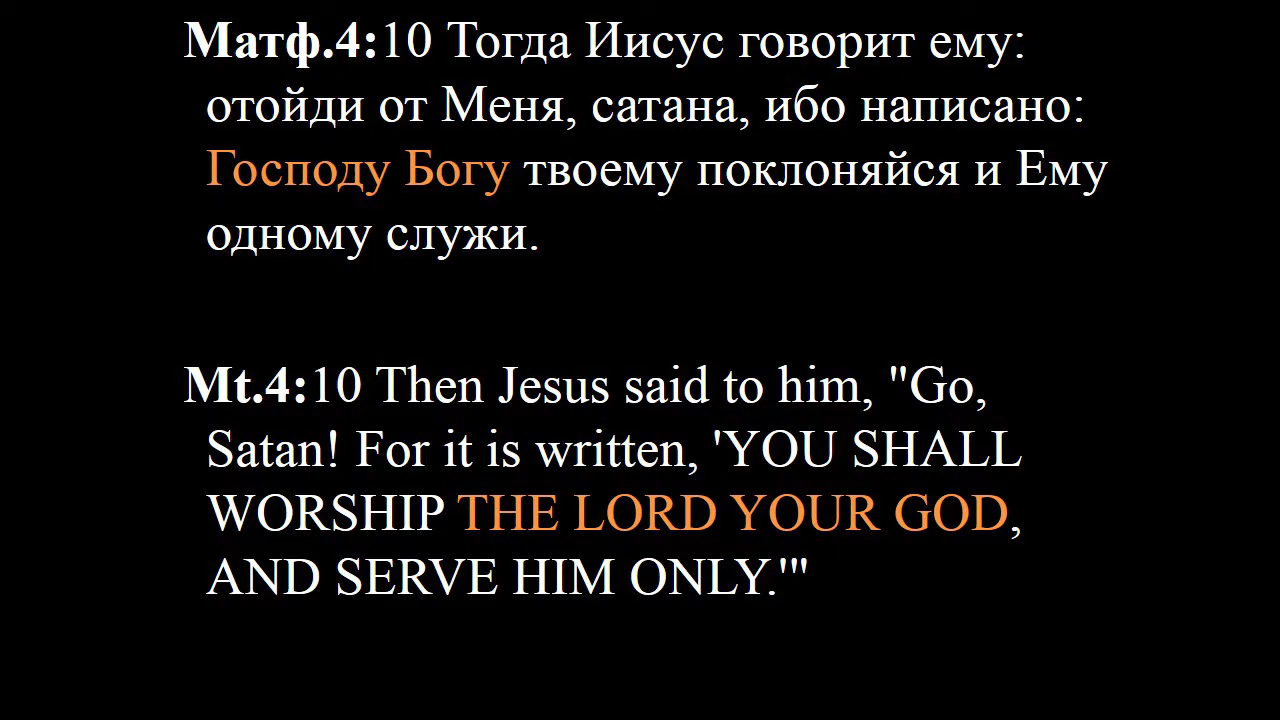 Матф.4:10 Тогда Иисус говорит ему:
отойди от Меня, сатана, ибо написано:
Господу Богу твоему поклоняйся и Ему
одному служи.
Mt.4:10 Then Jesus said to him, "Go,
Satan! For it is written, 'YOU SHALL
WORSHIP THE LORD YOUR GOD,
AND SERVE HIM ONLY.'"